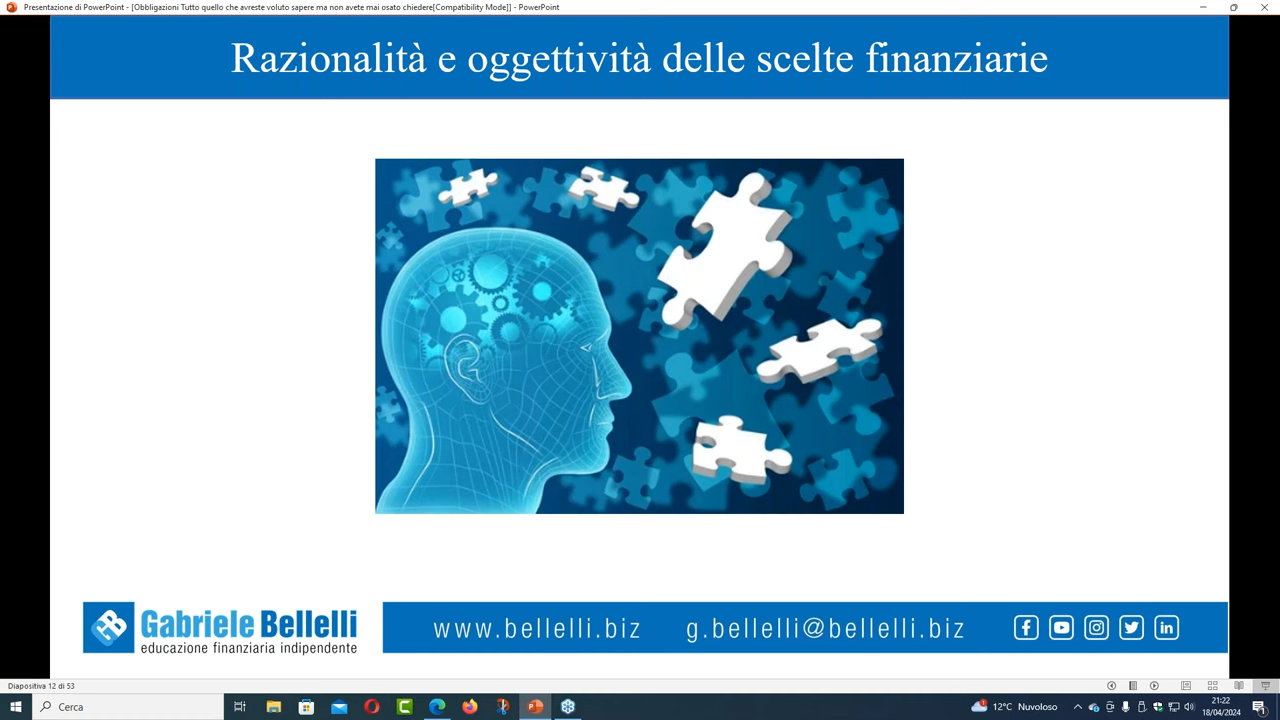 Presentazione di PowerPoint - [Obbligazioni Tutto quello che avreste voluto sapere ma non avete mai osato chiedere[Compatibility Mode]] - PowerPoint
Razionalità e oggettività delle scelte finanziarie
Gabriele Bellelli
educazione finanziaria indipendente
www.bellelli.biz g.bellelli@bellelli.biz
Diapositiva 12 di 53
Cerca
12°C Nuvoloso
21:22
18/04/2024